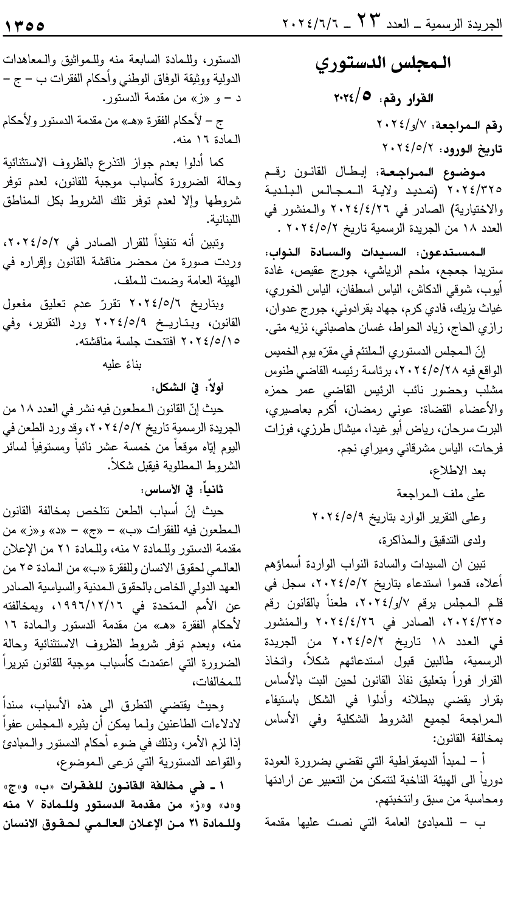 الجريدة الرسمية – العدد ٢٣ – ٢٠٢٤/٦/٦
١٣٥٥
المجلس الدستوري
القرار رقم: ٢٠٢٤/٥
رقم المراجعة: ٧/و/٢٠٢٤
تاريخ الورود: ٢٠٢٤/٥/٢
موضوع المراجعة: إبطال القانون رقم
٢٠٢٤/٣٢٥ (تمديد ولاية المجالس البلدية
والاختيارية) الصادر في ٢٠٢٤/٤/٢٦ والمنشور في
العدد ١٨ من الجريدة الرسمية تاريخ ٢٠٢٤/٥/٢ .
المستدعون: السيدات والسادة النواب:
ستريدا جعجع، ملحم الرياشي، جورج عقيص، غادة
أيوب، شوقي الدكاش، الياس اسطفان، الياس الخوري،
غياث يزبك، فادي كرم، جهاد بقرادوني، جورج عدوان،
رازي الحاج، زياد الحواط، غسان حاصباني، نزيه متى.
إنّ المجلس الدستوري الملتئم في مقرّه يوم الخميس
الواقع فيه ٢٠٢٤/٥/٢٨، برئاسة رئيسه القاضي طنوس
مشلب وحضور نائب الرئيس القاضي عمر حمزه
والأعضاء القضاة: عوني رمضان، أكرم بعاصيري،
البرت سرحان، رياض أبو غيدا، ميشال طرزي، فوزات
فرحات، الياس مشرقاني وميراي نجم.
بعد الاطلاع،
على ملف المراجعة
وعلى التقرير الوارد بتاريخ ٢٠٢٤/٥/٩
ولدى التدقيق والمذاكرة،
تبين ان السيدات والسادة النواب الواردة أسماؤهم
أعلاه، قدموا استدعاء بتاريخ ٢٠٢٤/٥/٢، سجل في
قلم المجلس برقم ٧/و/٢٠٢٤، طعناً بالقانون رقم
٢٠٢٤/٣٢٥، الصادر في ٢٠٢٤/٤/٢٦ والمنشور
في العدد ١٨ تاريخ ٢٠٢٤/٥/٢ من الجريدة
الرسمية، طالبين قبول استدعائهم شكلاً، واتخاذ
القرار فوراً بتعليق نفاذ القانون لحين البت بالأساس
بقرار يقضي ببطلانه وأدلوا في الشكل باستيفاء
المراجعة لجميع الشروط الشكلية وفي الأساس
بمخالفة القانون:
أ – لمبدأ الديمقراطية التي تقضي بضرورة العودة
دورياً الى الهيئة الناخبة لتتمكن من التعبير عن ارادتها
ومحاسبة من سبق وانتخبتهم.
ب – للمبادئ العامة التي نصت عليها مقدمة
الدستور، وللمادة السابعة منه وللمواثيق والمعاهدات
الدولية ووثيقة الوفاق الوطني وأحكام الفقرات ب – ج –
د – و «ز» من مقدمة الدستور.
ج – لأحكام الفقرة «هـ» من مقدمة الدستور ولأحكام
المادة ١٦ منه.
كما أدلوا بعدم جواز التذرع بالظروف الاستثنائية
وحالة الضرورة كأسباب موجبة للقانون، لعدم توفر
شروطها وإلا لعدم توفر تلك الشروط بكل المناطق
اللبنانية.
وتبين أنه تنفيذاً للقرار الصادر في ٢٠٢٤/٥/٢،
وردت صورة من محضر مناقشة القانون وإقراره في
الهيئة العامة وضمت للملف.
وبتاريخ ٢٠٢٤/٥/٦ تقررّ عدم تعليق مفعول
القانون، وبتاريخ ٢٠٢٤/٥/٩ ورد التقرير، وفي
٢٠٢٤/٥/١٥ افتتحت جلسة مناقشته.
بناءً عليه
أولاً: في الشكل:
حيث إنّ القانون المطعون فيه نشر في العدد ١٨ من
الجريدة الرسمية تاريخ ٢٠٢٤/٥/٢، وقد ورد الطعن في
اليوم إيّاه موقعاً من خمسة عشر نائباً ومستوفياً لسائر
الشروط المطلوبة فيقبل شكلاً.
ثانياً: في الأساس:
حيث إنّ أسباب الطعن تتلخص بمخالفة القانون
المطعون فيه للفقرات «ب» – «ج» – «د» و«ز» من
مقدمة الدستور وللمادة ٧ منه، وللمادة ٢١ من الإعلان
العالمي لحقوق الانسان وللفقرة «ب» من المادة ٢٥ من
العهد الدولي الخاص بالحقوق المدنية والسياسية الصادر
عن الأمم المتحدة في ١٩٩٦/١٢/١٦، وبمخالفته
لأحكام الفقرة «هـ» من مقدمة الدستور والمادة ١٦
منه، وبعدم توفر شروط الظروف الاستثنائية وحالة
الضرورة التي اعتمدت كأسباب موجبة للقانون تبريراً
للمخالفات،
وحيث يقتضي التطرق الى هذه الأسباب، سنداً
لادلاءات الطاعنين ولما يمكن أن يثيره المجلس عفواً
إذا لزم الأمر، وذلك في ضوء أحكام الدستور والمبادئ
والقواعد الدستورية التي ترعى الموضوع،
١ – في مخالفة القانون للفقرات «ب» و«ج»
و«د» و«ز» من مقدمة الدستور وللمادة ٧ منه
وللمادة ٢١ من الإعلان العالمي لحقوق الانسان